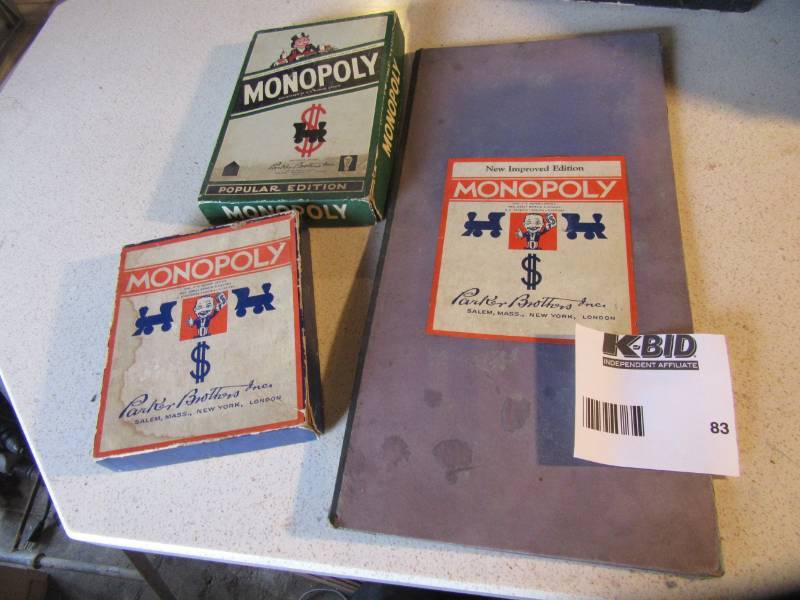 MONOPOLY
POPULAR EDITION
MONOPOLY
MONOPOLY
New Improved Edition
MONOPOLY
Parker Brothers Inc.
SALEM, MASS., NEW YORK, LONDON
MONOPOLY
Parker Brothers Inc.
SALEM, MASS., NEW YORK, LONDON
K-BID
INDEPENDENT AFFILIATE
83